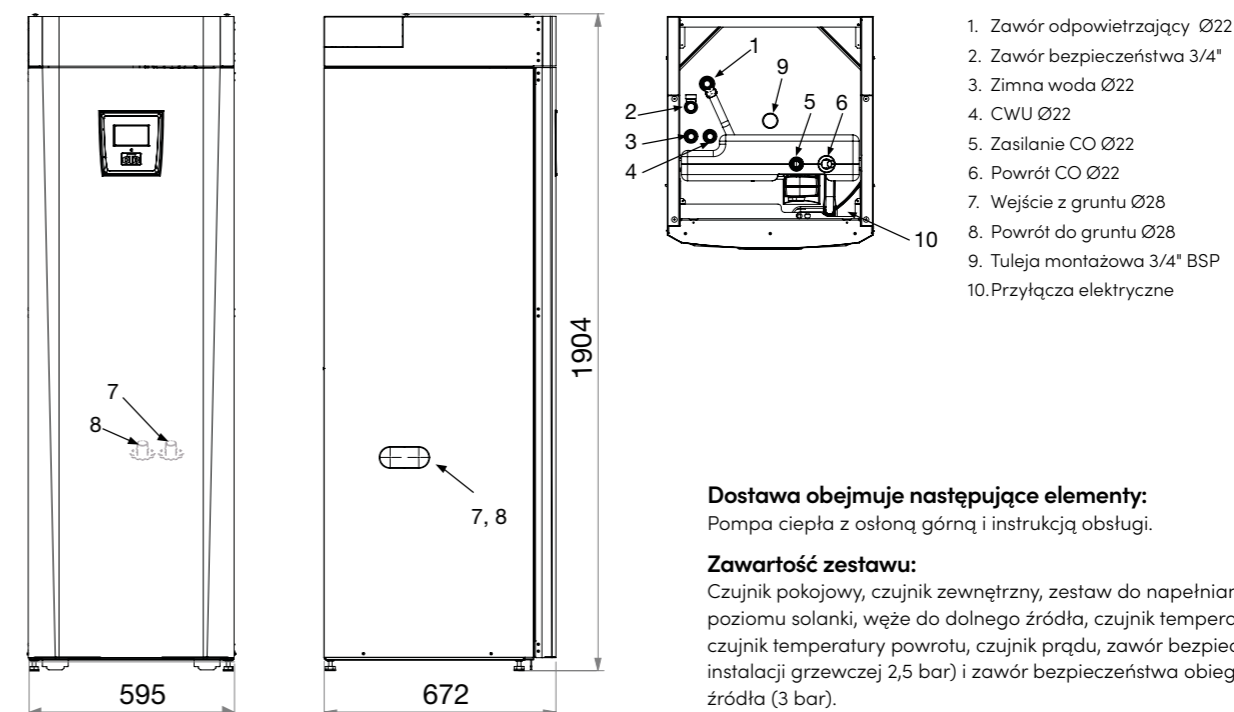 1
2
3
4
9
5
6
10
7
8
7, 8
1904
595
672
1. Zawór odpowietrzający Ø22
2. Zawór bezpieczeństwa 3/4"
3. Zimna woda Ø22
4. CWU Ø22
5. Zasilanie CO Ø22
6. Powrót CO Ø22
7. Wejście z gruntu Ø28
8. Powrót do gruntu Ø28
9. Tuleja montażowa 3/4" BSP
10.Przyłącza elektryczne
Dostawa obejmuje następujące elementy:
Pompa ciepła z osłoną górną i instrukcją obsługi.
Zawartość zestawu:
Czujnik pokojowy, czujnik zewnętrzny, zestaw do
poziomu solanki, węże do dolnego źródła, czujnik
czujnik temperatury powrotu, czujnik prądu, zawór
instalacji grzewczej 2,5 bar) i zawór bezpieczeństwa
źródła (3 bar).